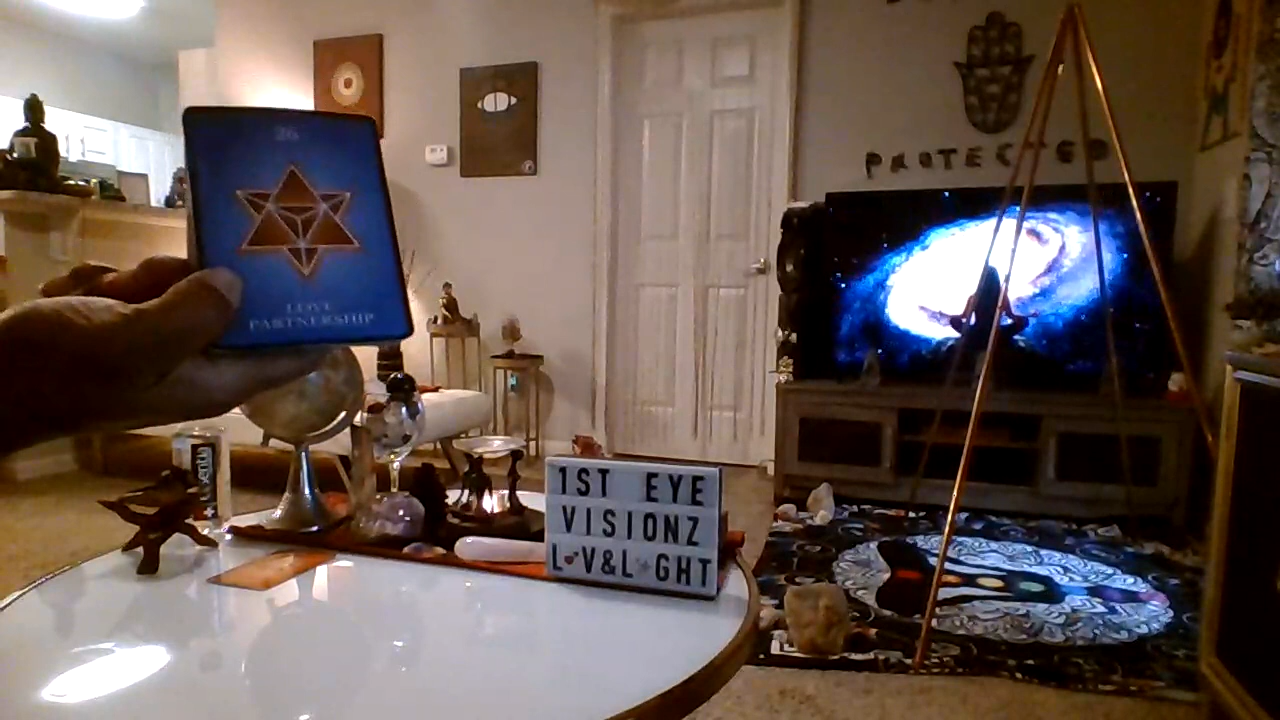 26
LOVE
PARTNERSHIP
PROTECTED
1ST EYE
VISIONZ
L♥V&L☀GHT